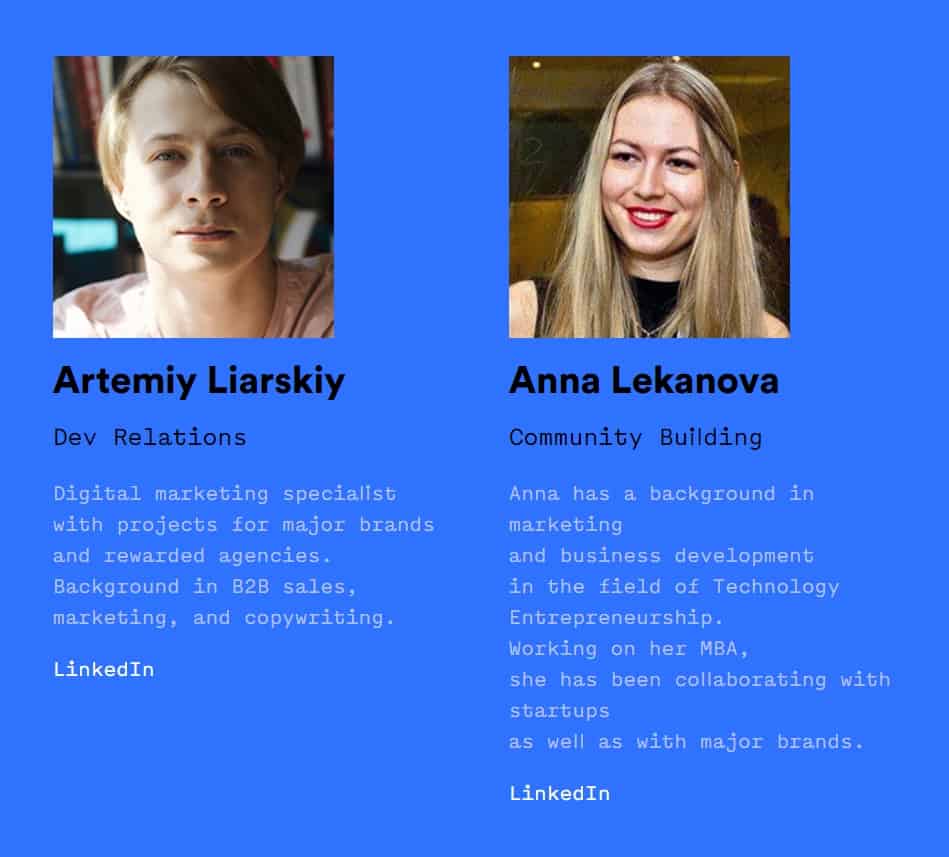 Artemiy Liarskiy
Dev Relations
Digital marketing specialist
with projects for major brands
and rewarded agencies.
Background in B2B sales,
marketing, and copywriting.
LinkedIn
Anna Lekanova
Community Building
Anna has a background in
marketing
and business development
in the field of Technology
Entrepreneurship.
Working on her MBA,
she has been collaborating with
startups
as well as with major brands.
LinkedIn